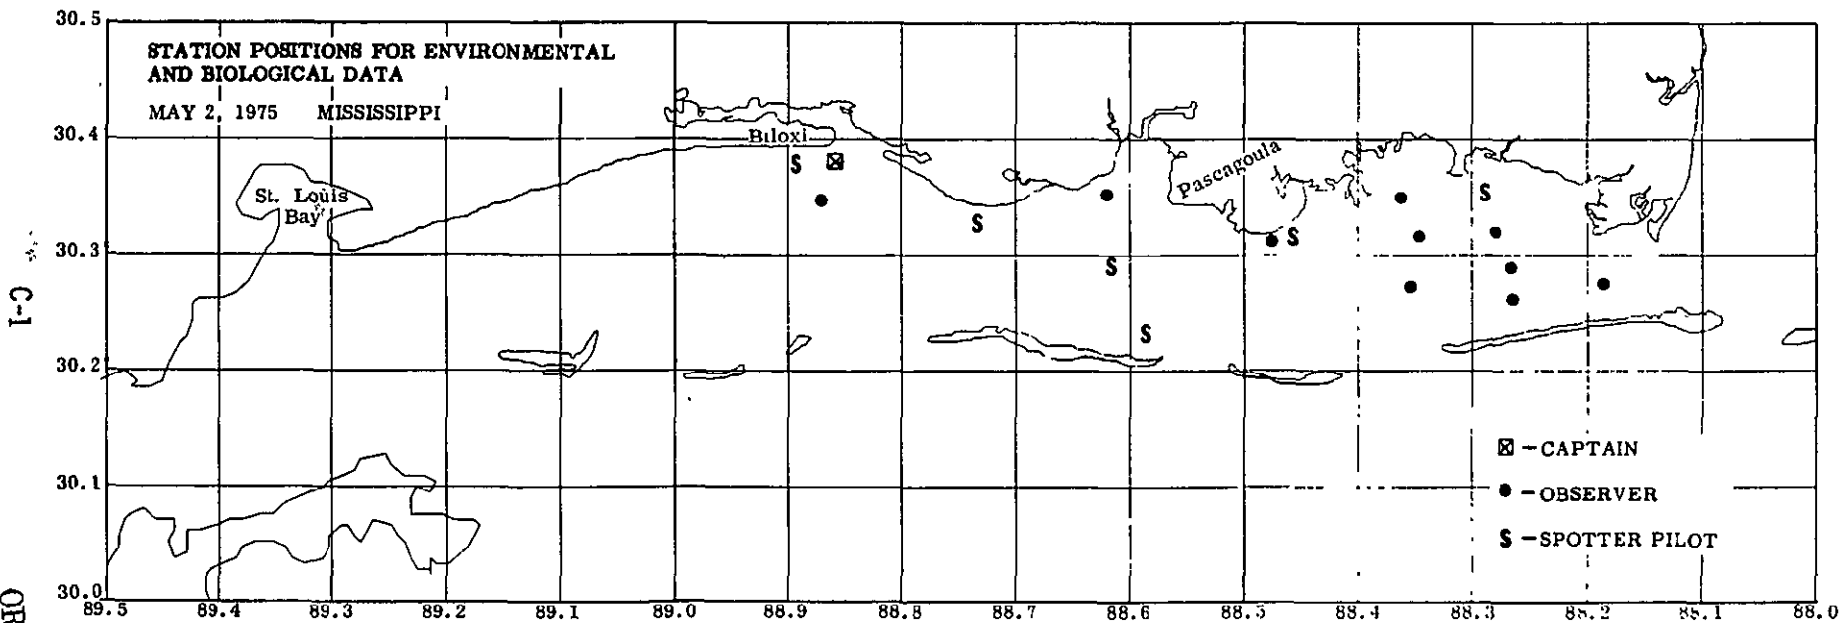 STATION POSITIONS FOR ENVIRONMENTAL
AND BIOLOGICAL DATA
MAY 2, 1975 MISSISSIPPI
30.5
30.4
30.3
30.2
30.1
30.0
Biloxi
St. Louis
Bay
Pascagoula
S
S
S
S
S
S
- CAPTAIN
- OBSERVER
S - SPOTTER PILOT
89.5 89.4 89.3 89.2 89.1 89.0 88.9 88.8 88.7 88.6 88.5 88.4 88.3 88.2 88.1 88.0
C-1